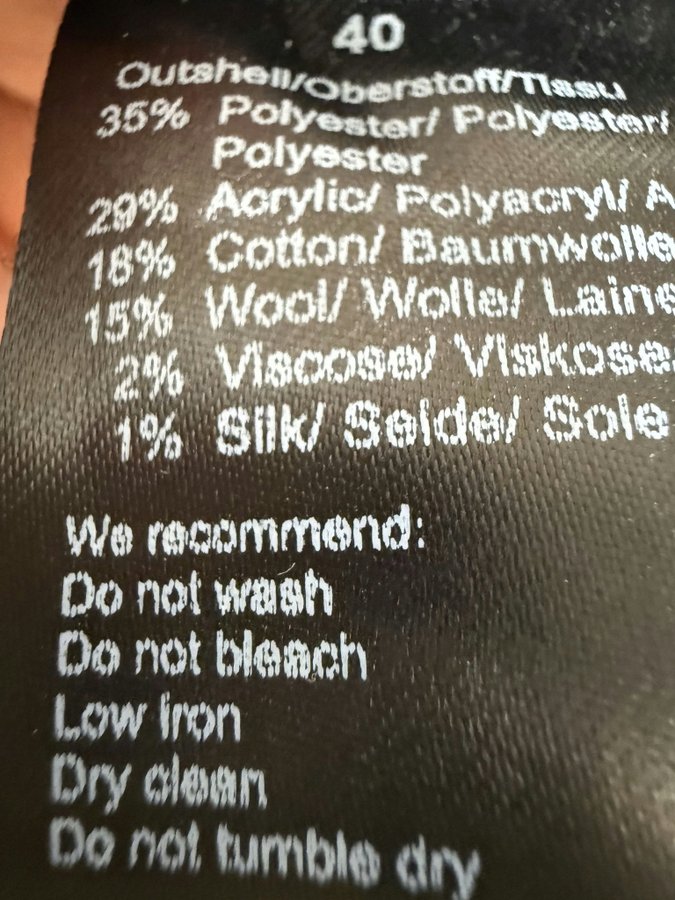 40
Outshell/Oberstoff/Tissu
35% Polyester/ Polyester/
Polyester
29% Acrylic/ Polyacryl/ A
18% Cotton/ Baumwolle
15% Wool/ Wolle/ Laine
2% Viscose/ Viskose
1% Silk/ Seide/ Soie
We recommend:
Do not wash
Do not bleach
Low iron
Dry clean
Do not tumble dry